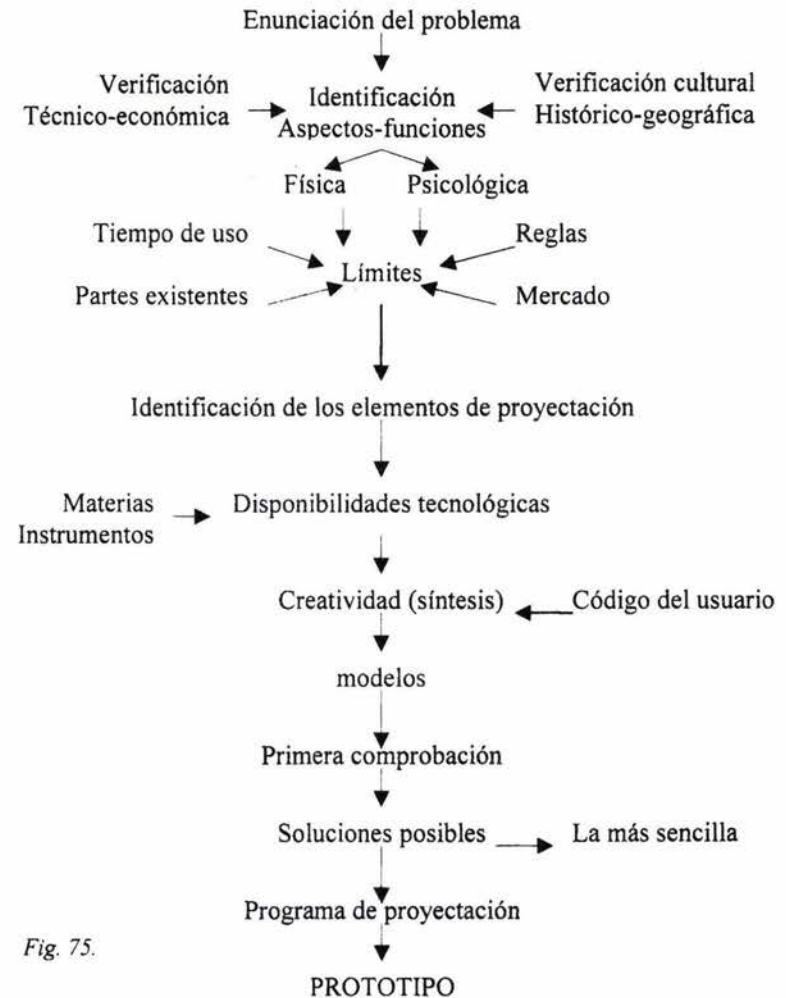 Enunciación del problema
Verificación
Técnico-económica
Identificación
Aspectos-funciones
Verificación cultural
Histórico-geográfica
Física
Psicológica
Tiempo de uso
Reglas
Límites
Partes existentes
Mercado
Identificación de los elementos de proyectación
Materias
Instrumentos
Disponibilidades tecnológicas
Creatividad (síntesis)
Código del usuario
modelos
Primera comprobación
Soluciones posibles
La más sencilla
Programa de proyectación
Fig. 75.
PROTOTIPO